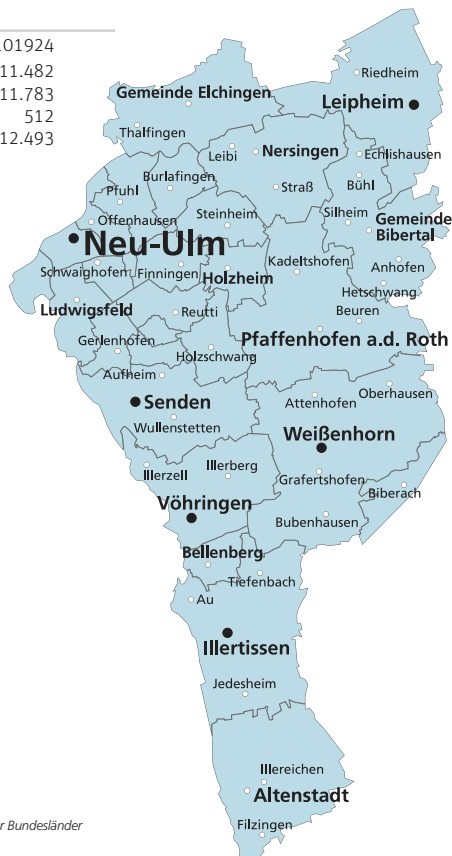 01924
11.482
11.783
512
12.493
Riedheim
Gemeinde Elchingen
Leipheim
Thalfingen
Leibi
Nersingen
Echlishausen
Burlafingen
Pfuhl
Straß
Bühl
Offenhausen
Steinheim
Silheim
Gemeinde
Bibertal
Neu-Ulm
Schwaighofen
Finningen
Holzheim
Kadeltshofen
Anhofen
Hetschwang
Ludwigsfeld
Reutti
Beuren
Gerlenhofen
Holzschwang
Pfaffenhofen a.d. Roth
Aufheim
Senden
Attenhofen
Oberhausen
Wullenstetten
Weißenhorn
Illerzell
Illerberg
Grafertshofen
Biberach
Vöhringen
Bubenhausen
Bellenberg
Tiefenbach
Au
Illertissen
Jedesheim
Illereichen
Altenstadt
Filzingen
r Bundesländer